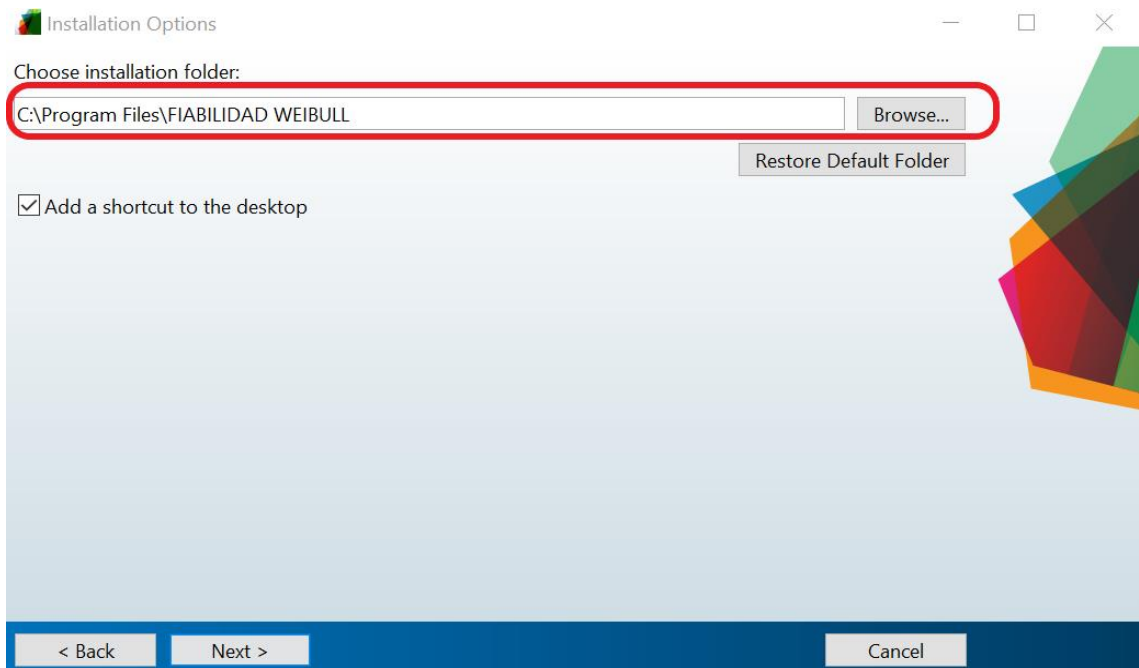 Installation Options
Choose installation folder:
C:\Program Files\FIABILIDAD WEIBULL
Browse...
Restore Default Folder
Add a shortcut to the desktop
< Back
Next >
Cancel